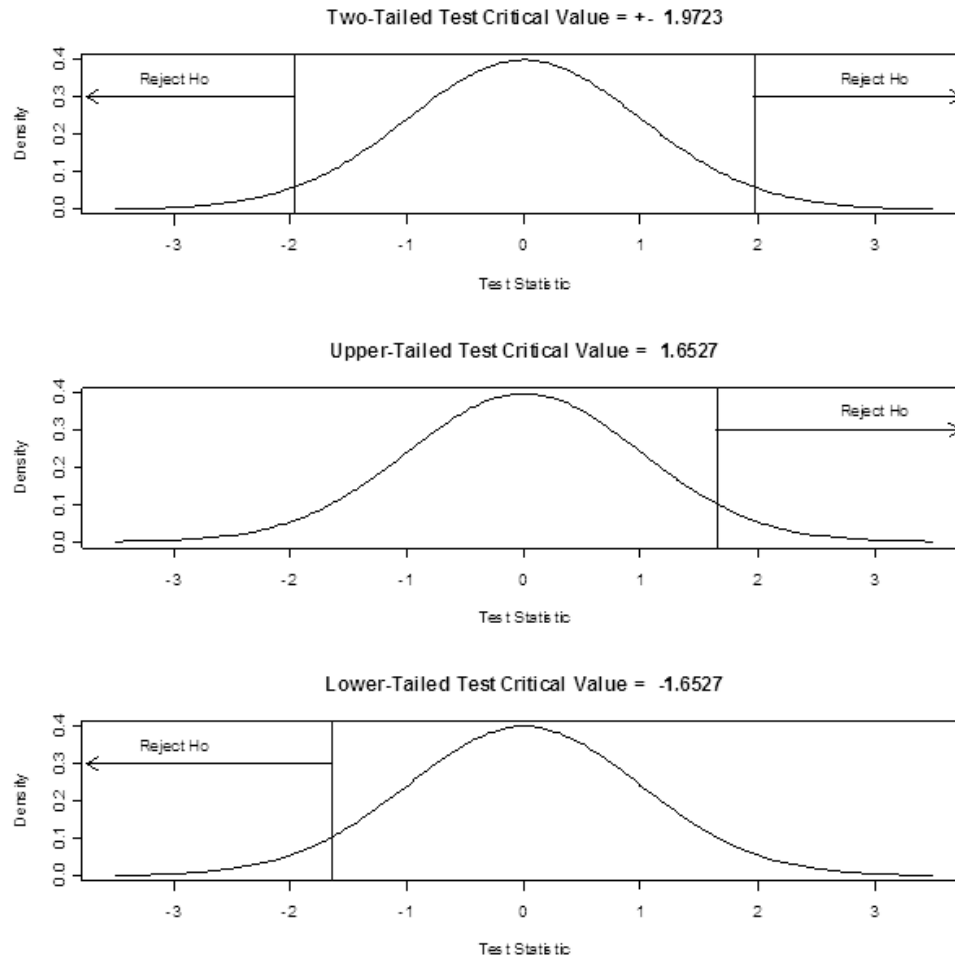 Two-Tailed Test Critical Value = +- 1.9723
Reject Ho
Reject Ho
Density
0.0 0.1 0.2 0.3 0.4
-3 -2 -1 0 1 2 3
Test Statistic
Upper-Tailed Test Critical Value = 1.6527
Reject Ho
Density
0.0 0.1 0.2 0.3 0.4
-3 -2 -1 0 1 2 3
Test Statistic
Lower-Tailed Test Critical Value = -1.6527
Reject Ho
Density
0.0 0.1 0.2 0.3 0.4
-3 -2 -1 0 1 2 3
Test Statistic